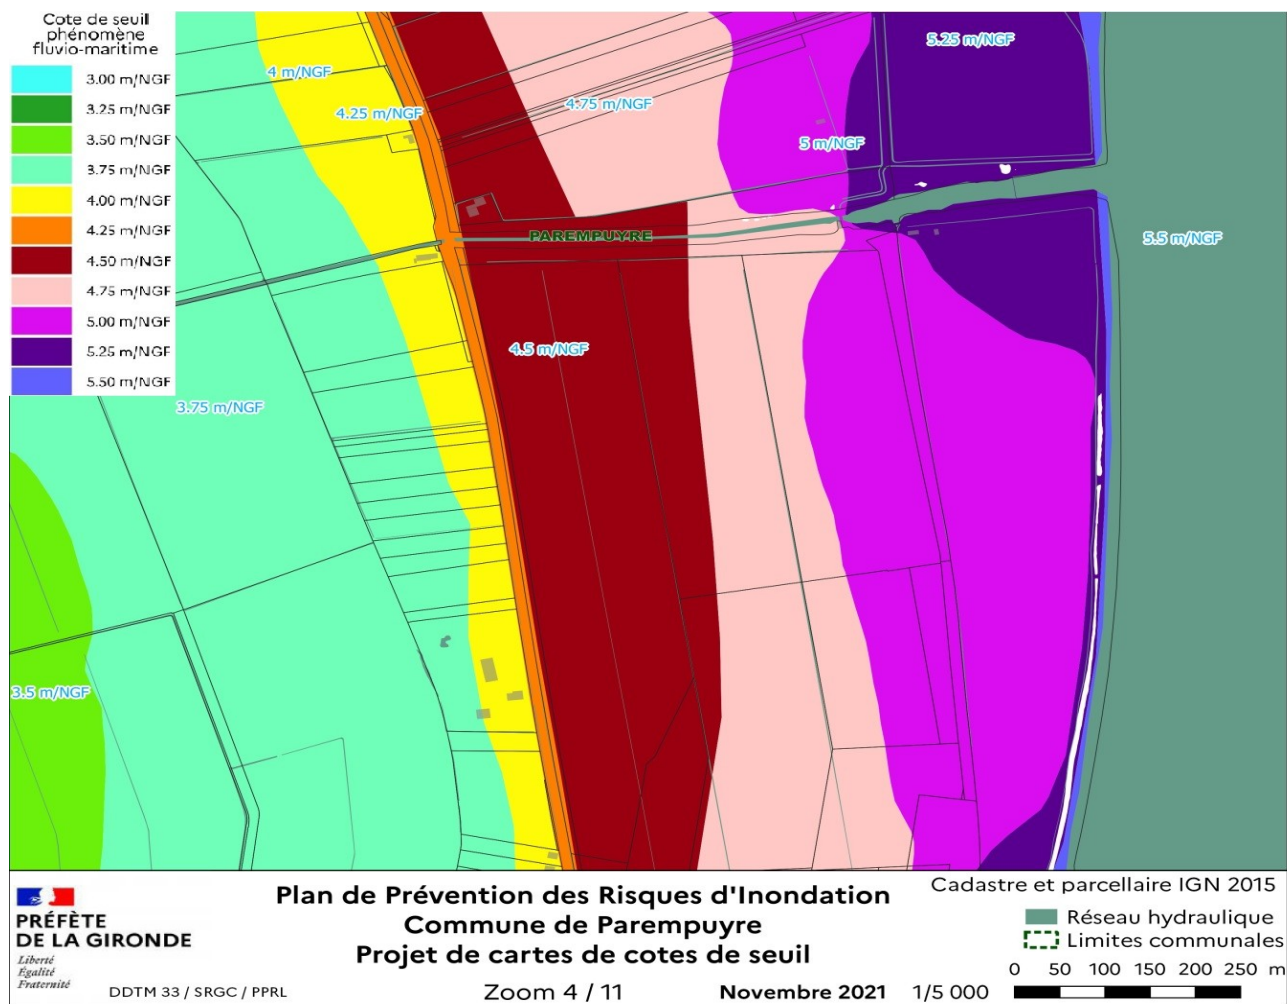 Cote de seuil
phénomène
fluvio-maritime
3.00 m/NGF
3.25 m/NGF
3.50 m/NGF
3.75 m/NGF
4.00 m/NGF
4.25 m/NGF
4.50 m/NGF
4.75 m/NGF
5.00 m/NGF
5.25 m/NGF
5.50 m/NGF
5.25 m/NGF
4 m/NGF
4.25 m/NGF
4.75 m/NGF
5 m/NGF
PAREMPUYRE
5.5 m/NGF
4.5 m/NGF
3.75 m/NGF
3.5 m/NGF
PRÉFÈTE
DE LA GIRONDE
Liberté
Égalité
Fraternité
DDTM 33 / SRGC / PPRL
Plan de Prévention des Risques d'Inondation
Commune de Parempuyre
Projet de cartes de cotes de seuil
Zoom 4 / 11
Novembre 2021
Cadastre et parcellaire IGN 2015
Réseau hydraulique
Limites communales
1/5 000
0 50 100 150 200 250 m